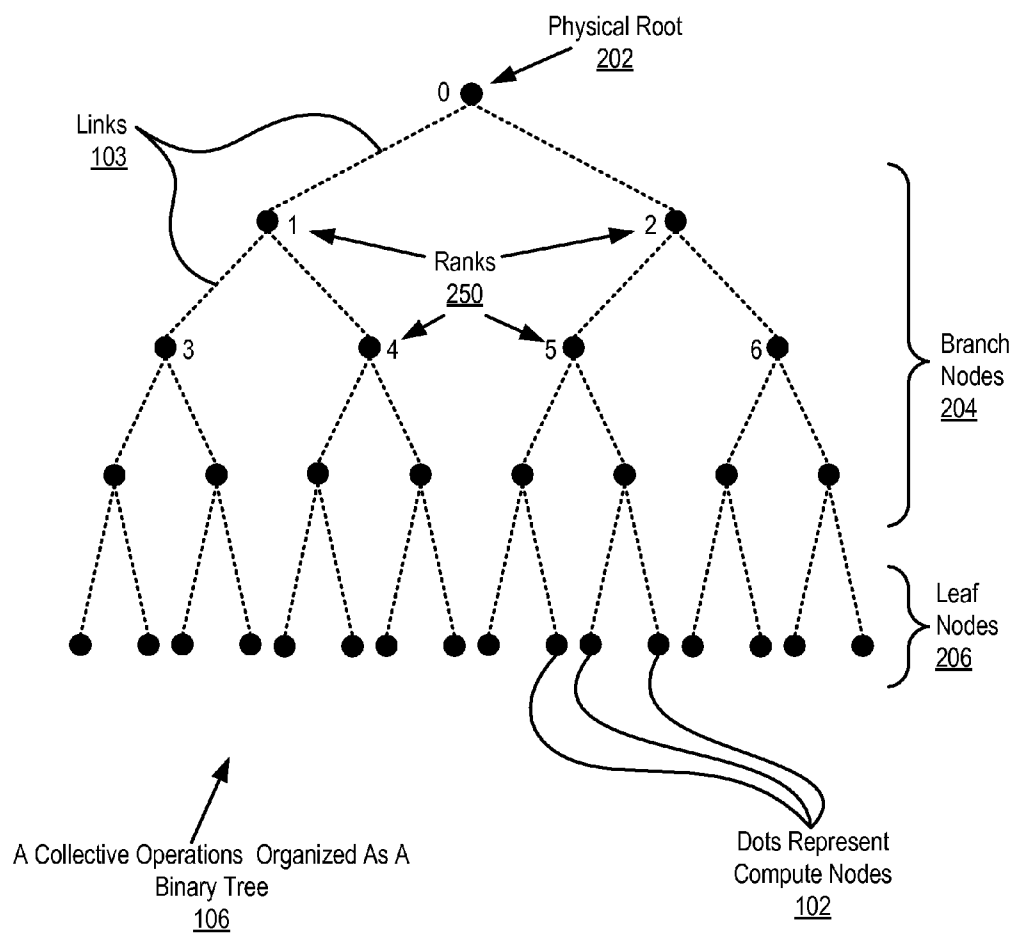 Physical Root
202
0
Links
103
1
2
Ranks
250
3
4
5
6
Branch
Nodes
204
Leaf
Nodes
206
A Collective Operations Organized As A
Binary Tree
106
Dots Represent
Compute Nodes
102